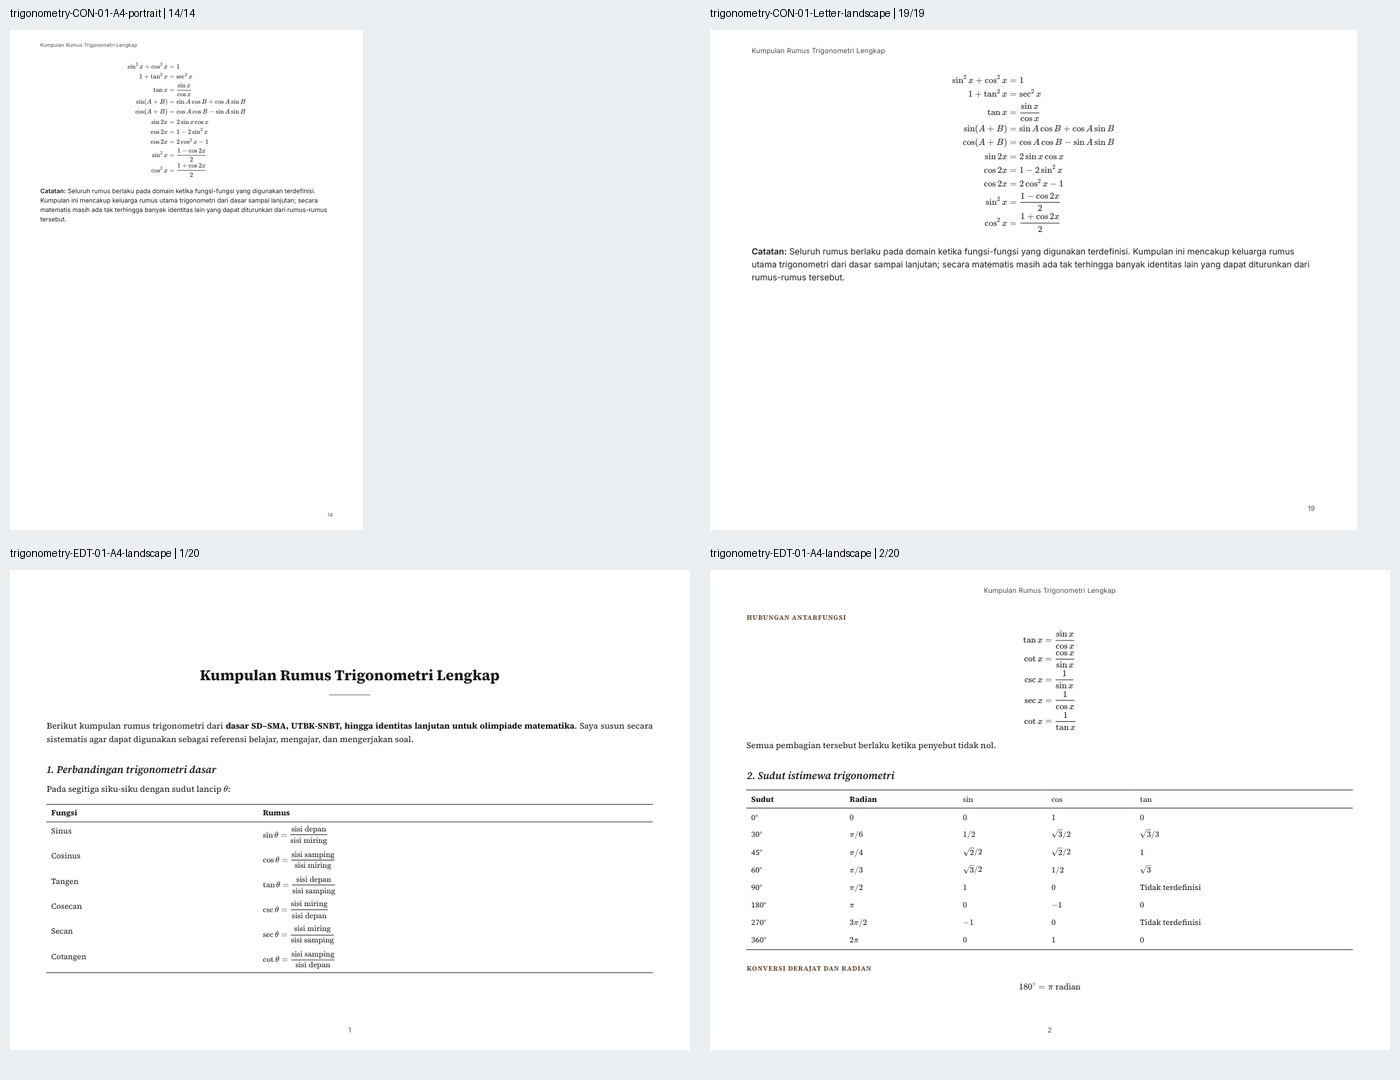 trigonometry-CON-01-A4-portrait | 14/14
Kumpulan Rumus Trigonometri Lengkap
sin² x + cos² x = 1
1 + tan² x = sec² x
tan x = sin x / cos x
sin(A + B) = sin A cos B + cos A sin B
cos(A + B) = cos A cos B − sin A sin B
sin 2x = 2 sin x cos x
cos 2x = 1 − 2 sin² x
cos 2x = 2 cos² x − 1
sin² x = (1 − cos 2x) / 2
cos² x = (1 + cos 2x) / 2
Catatan: Seluruh rumus berlaku pada domain ketika fungsi-fungsi yang digunakan terdefinisi.
Kumpulan ini mencakup keluarga rumus utama trigonometri dari dasar sampai lanjutan; secara
matematis masih ada tak terhingga banyak identitas lain yang dapat diturunkan dari rumus-rumus
tersebut.
14
trigonometry-CON-01-Letter-landscape | 19/19
Kumpulan Rumus Trigonometri Lengkap
sin² x + cos² x = 1
1 + tan² x = sec² x
tan x = sin x / cos x
sin(A + B) = sin A cos B + cos A sin B
cos(A + B) = cos A cos B − sin A sin B
sin 2x = 2 sin x cos x
cos 2x = 1 − 2 sin² x
cos 2x = 2 cos² x − 1
sin² x = (1 − cos 2x) / 2
cos² x = (1 + cos 2x) / 2
Catatan: Seluruh rumus berlaku pada domain ketika fungsi-fungsi yang digunakan terdefinisi. Kumpulan ini mencakup keluarga rumus
utama trigonometri dari dasar sampai lanjutan; secara matematis masih ada tak terhingga banyak identitas lain yang dapat diturunkan dari
rumus-rumus tersebut.
19
trigonometry-EDT-01-A4-landscape | 1/20
Kumpulan Rumus Trigonometri Lengkap
Berikut kumpulan rumus trigonometri dari dasar SD–SMA, UTBK-SNBT, hingga identitas lanjutan untuk olimpiade matematika. Saya susun secara
sistematis agar dapat digunakan sebagai referensi belajar, mengajar, dan mengerjakan soal.
1. Perbandingan trigonometri dasar
Pada segitiga siku-siku dengan sudut lancip θ:
Fungsi Rumus
Sinus sin θ = sisi depan / sisi miring
Cosinus cos θ = sisi samping / sisi miring
Tangen tan θ = sisi depan / sisi samping
Cosecan csc θ = sisi miring / sisi depan
Secan sec θ = sisi miring / sisi samping
Cotangen cot θ = sisi samping / sisi depan
1
trigonometry-EDT-01-A4-landscape | 2/20
Kumpulan Rumus Trigonometri Lengkap
HUBUNGAN ANTARFUNGSI
tan x = sin x / cos x
cot x = cos x / sin x
csc x = 1 / sin x
sec x = 1 / cos x
cot x = 1 / tan x
Semua pembagian tersebut berlaku ketika penyebut tidak nol.
2. Sudut istimewa trigonometri
Sudut Radian sin cos tan
0° 0 0 1 0
30° π/6 1/2 √3/2 √3/3
45° π/4 √2/2 √2/2 1
60° π/3 √3/2 1/2 √3
90° π/2 1 0 Tidak terdefinisi
180° π 0 −1 0
270° 3π/2 −1 0 Tidak terdefinisi
360° 2π 0 1 0
KONVERSI DERAJAT DAN RADIAN
180° = π radian
2